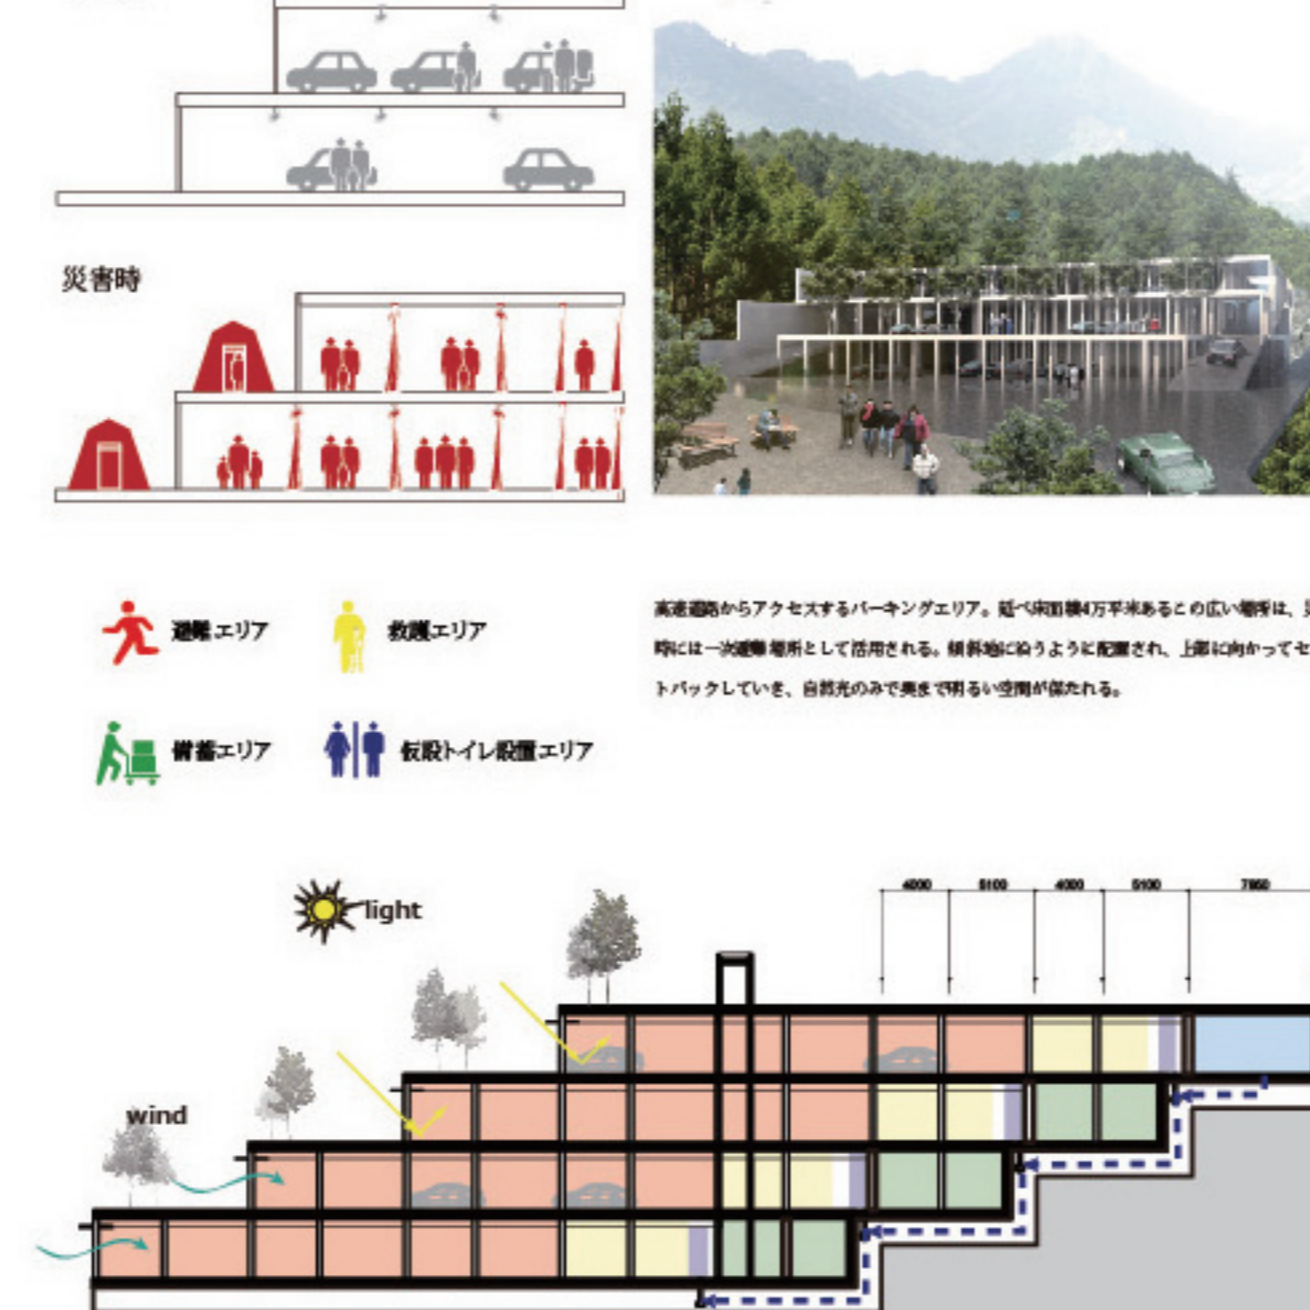 災害時
避難エリア
救護エリア
備蓄エリア
仮設トイレ設置エリア
高速道路からアクセスするパーキングエリア。延べ床面積4万平米あるこの広い場所は、災
時には一次避難場所として活用される。傾斜地に沿うように配置され、上部に向かってセ
トバックしていき、自然光のみで奥まで明るい空間が保たれる。
light
4000 5100 4000 5100 7850
wind